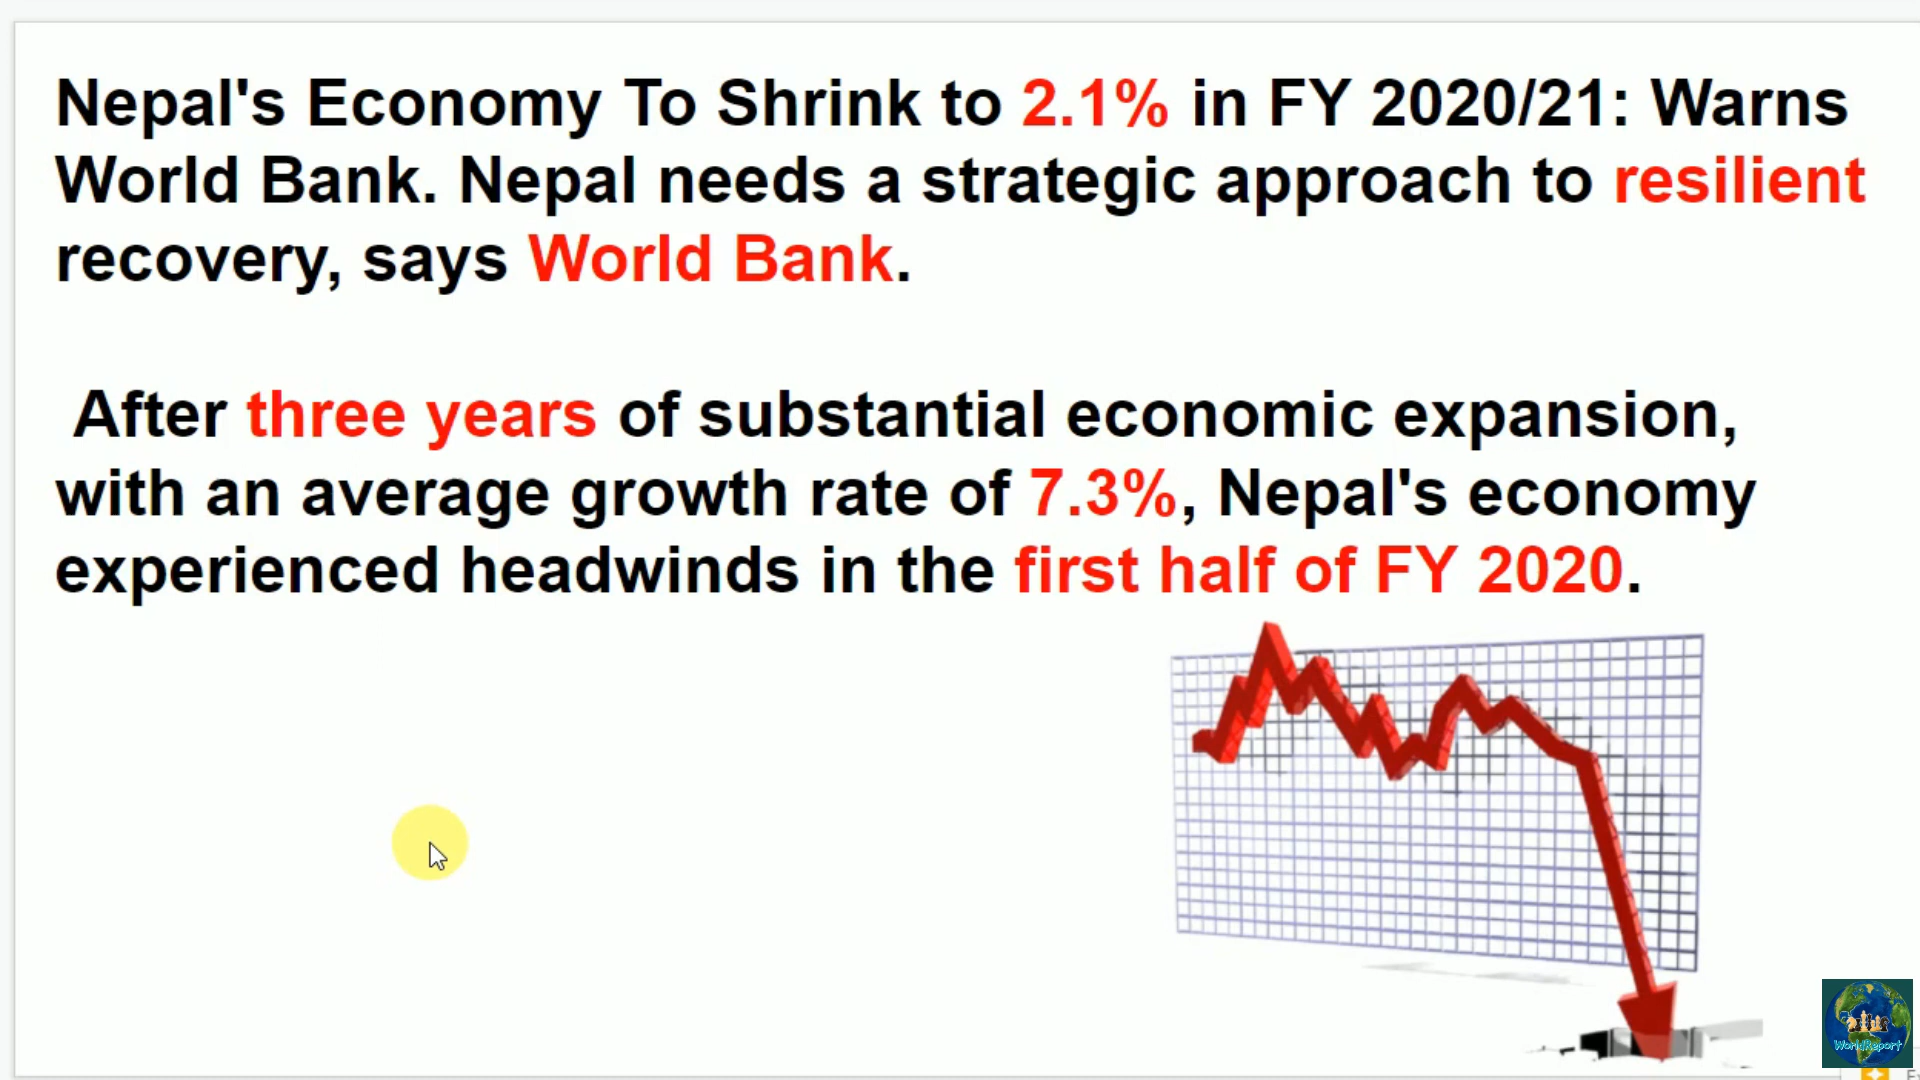 Nepal's Economy To Shrink to 2.1% in FY 2020/21: Warns
World Bank. Nepal needs a strategic approach to resilient
recovery, says World Bank.
After three years of substantial economic expansion,
with an average growth rate of 7.3%, Nepal's economy
experienced headwinds in the first half of FY 2020.
WorldReport